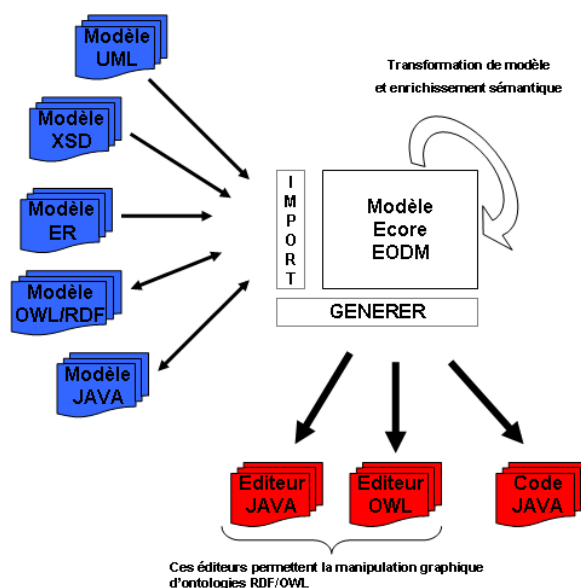 Modèle
UML
Transformation de modèle
et enrichissement sémantique
Modèle
XSD
Modèle
ER
Modèle
OWL/RDF
Modèle
JAVA
IMPORT
Modèle
Ecore
EODM
GENERER
Editeur
JAVA
Editeur
OWL
Code
JAVA
Ces éditeurs permettent la manipulation graphique
d'ontologies RDF/OWL